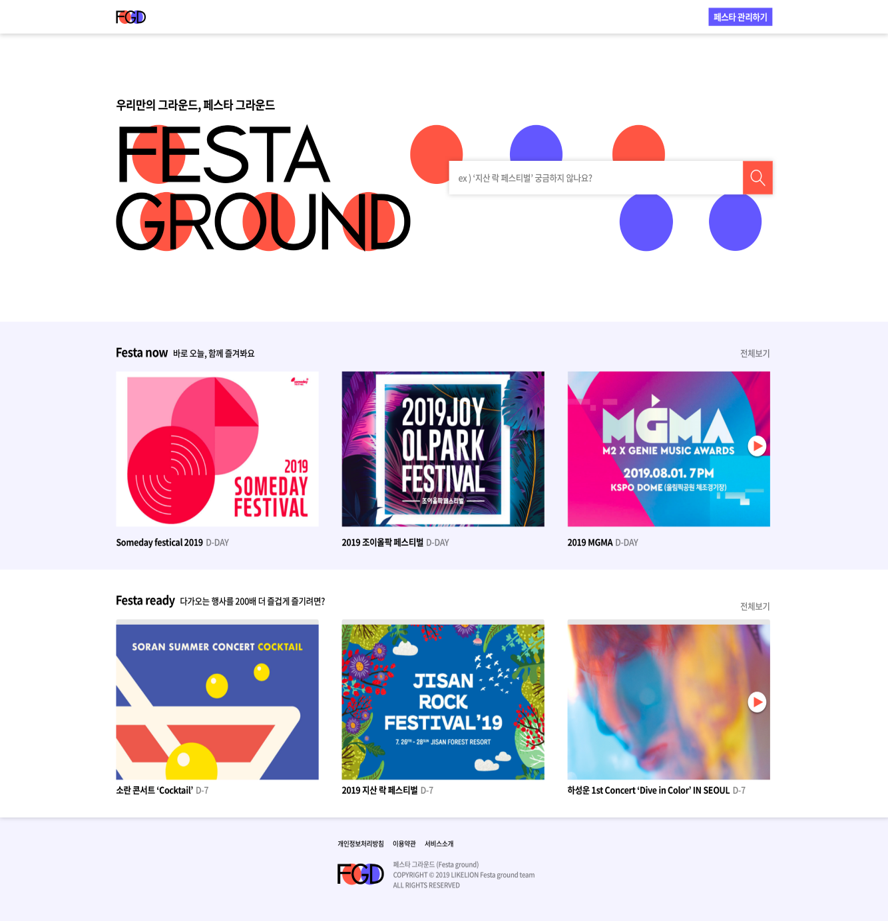 FGD
페스타 관리하기
우리만의 그라운드, 페스타 그라운드
FESTA
GROUND
ex ) ‘지산 락 페스티벌’ 궁금하지 않나요?
Festa now 바로 오늘, 함께 즐겨봐요
전체보기
2019
SOMEDAY
FESTIVAL
2019JOY
OLPARK
FESTIVAL
조이올팍페스티벌
MGMA
M2 X GENIE MUSIC AWARDS
2019.08.01. 7PM
KSPO DOME (올림픽공원 체조경기장)
Someday festical 2019 D-DAY
2019 조이올팍 페스티벌 D-DAY
2019 MGMA D-DAY
Festa ready 다가오는 행사를 200배 더 즐겁게 즐기려면?
전체보기
SORAN SUMMER CONCERT COCKTAIL
JISAN
ROCK
FESTIVAL’19
7. 26TH - 28TH JISAN FOREST RESORT
소란 콘서트 ‘Cocktail’ D-7
2019 지산 락 페스티벌 D-7
하성운 1st Concert ‘Dive in Color’ IN SEOUL D-7
개인정보처리방침 이용약관 서비스소개
FGD
페스타 그라운드 (Festa ground)
COPYRIGHT © 2019 LIKELION Festa ground team
ALL RIGHTS RESERVED